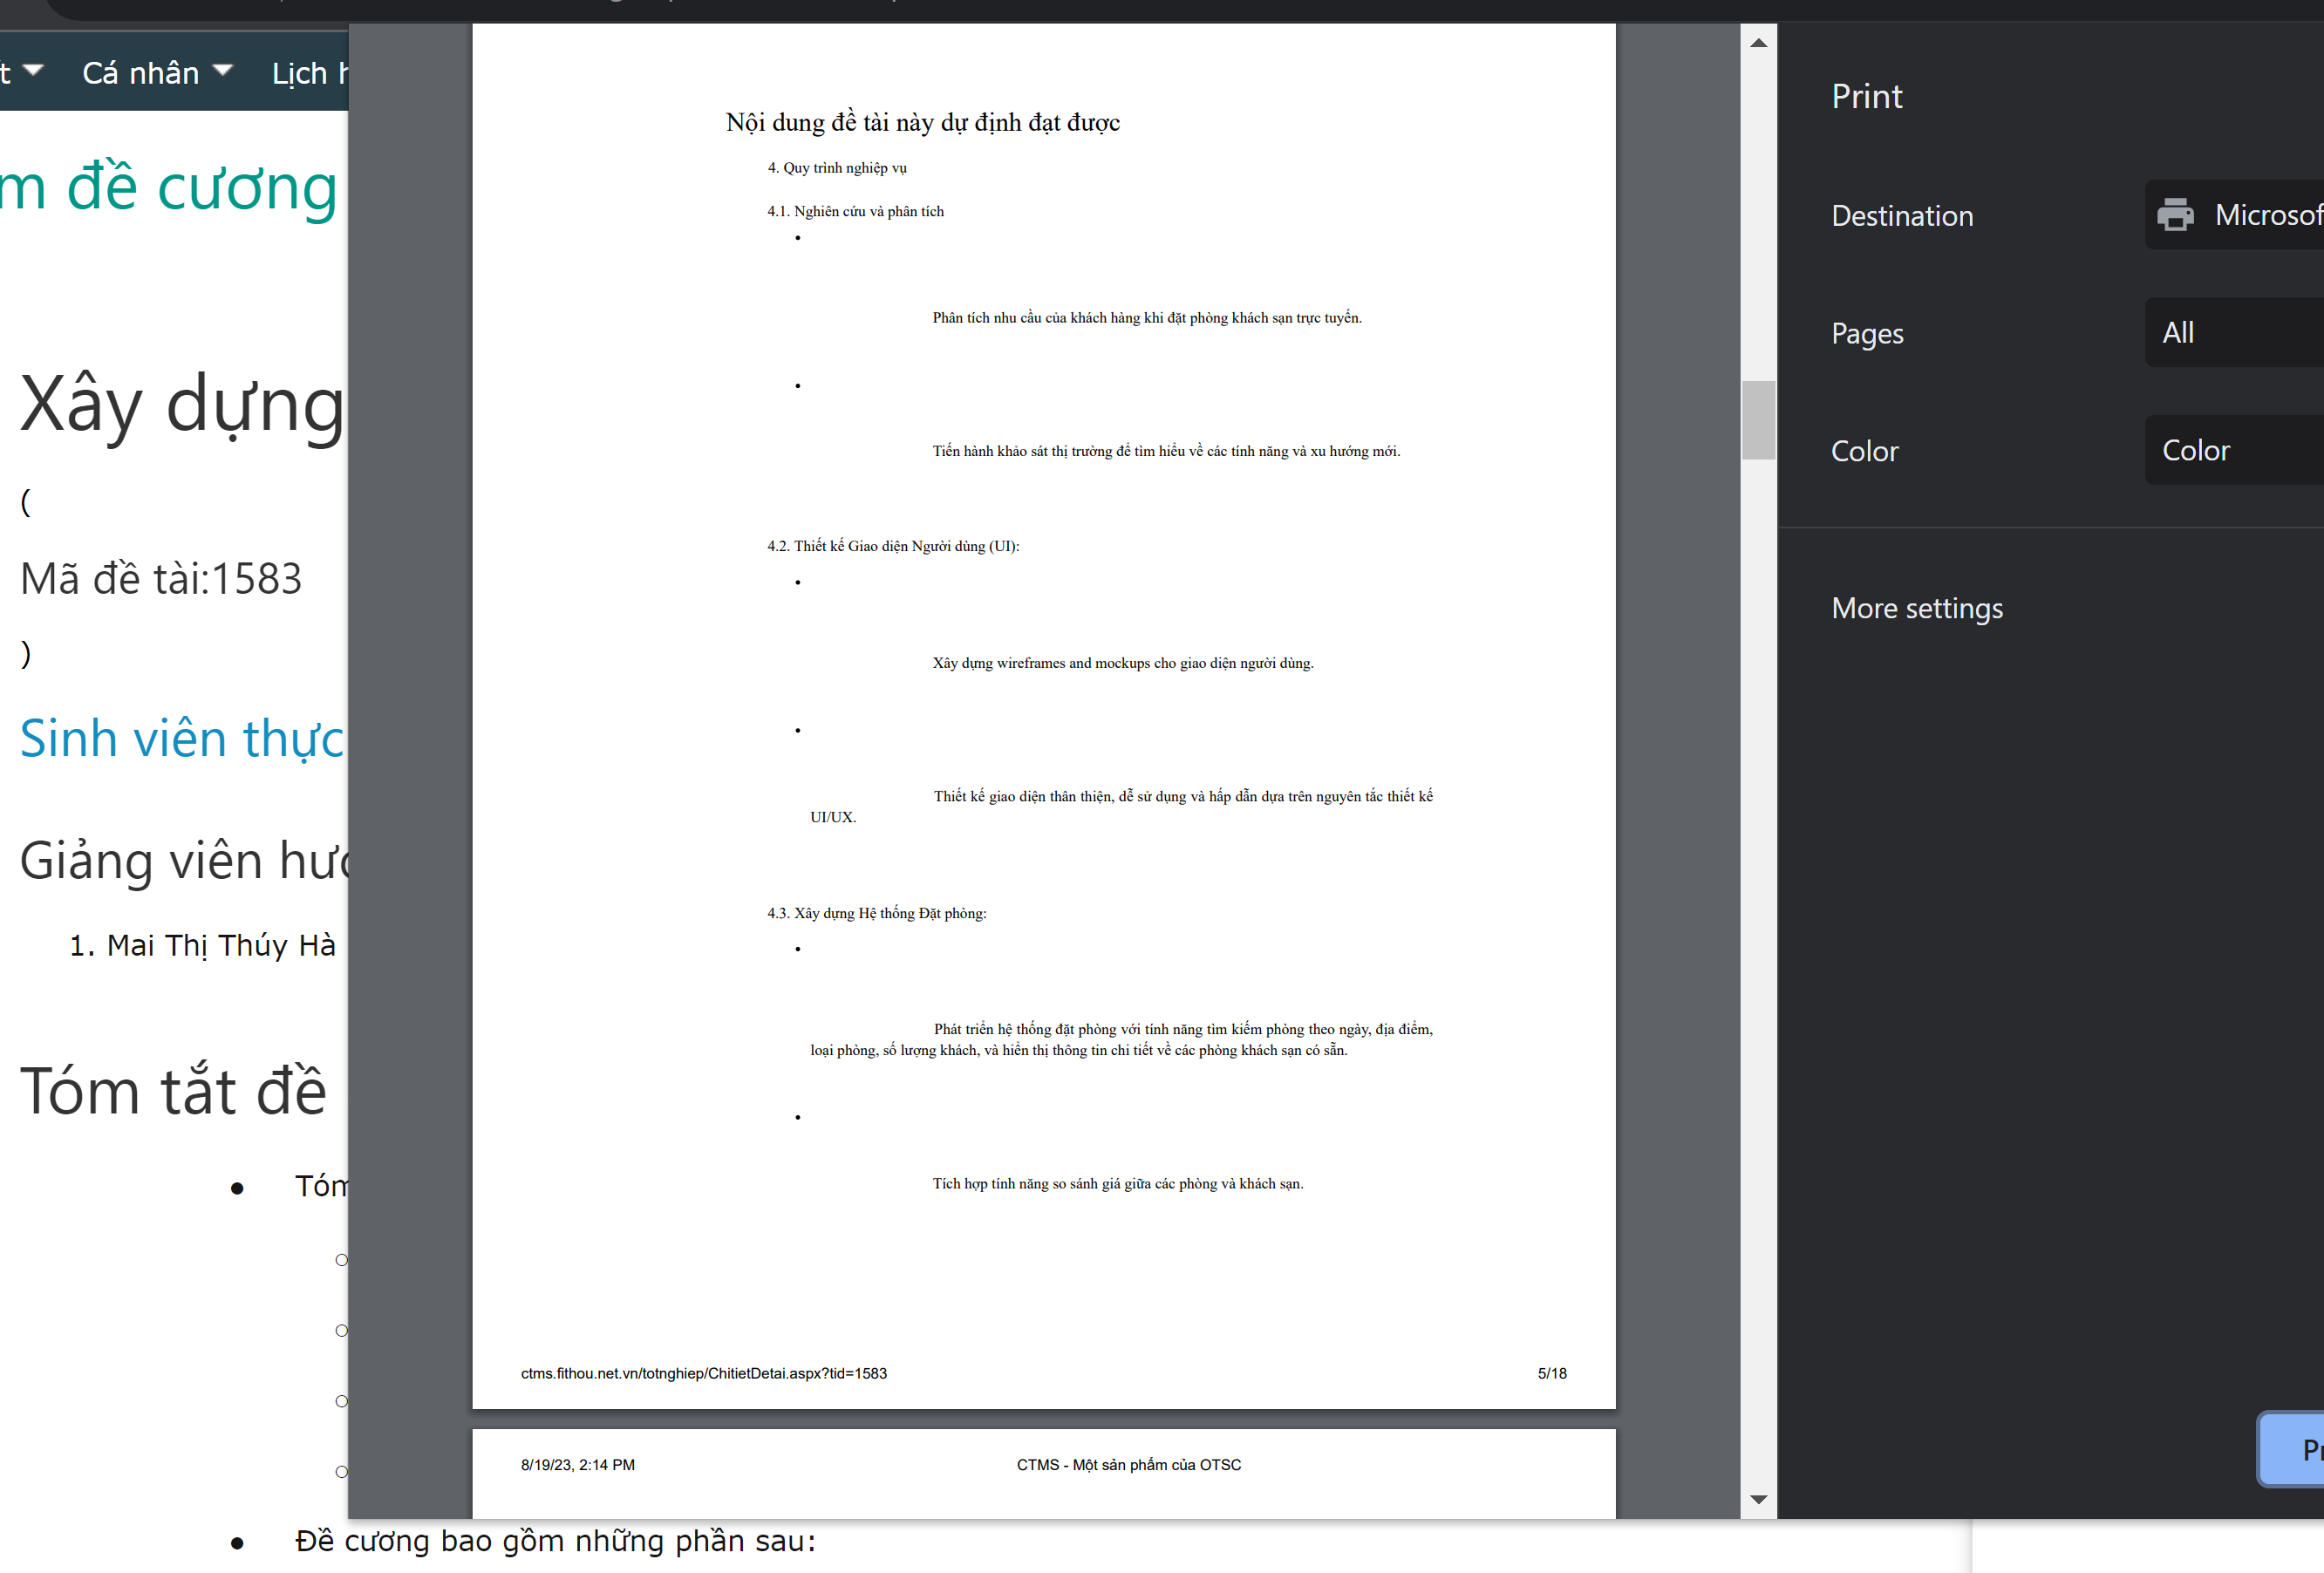 Cá nhân
Lịch
đề cương
Xây dựng
(
Mã đề tài:1583
)
Sinh viên thực
Giảng viên
1. Mai Thị Thúy Hà
Tóm tắt đề
Đề cương bao gồm những phần sau:
Nội dung đề tài này dự định đạt được
4. Quy trình nghiệp vụ
4.1. Nghiên cứu và phân tích
Phân tích nhu cầu của khách hàng khi đặt phòng khách sạn trực tuyến.
Tiến hành khảo sát thị trường để tìm hiểu về các tính năng và xu hướng mới.
4.2. Thiết kế Giao diện Người dùng (UI):
Xây dựng wireframes and mockups cho giao diện người dùng.
Thiết kế giao diện thân thiện, dễ sử dụng và hấp dẫn dựa trên nguyên tắc thiết kế
UI/UX.
4.3. Xây dựng Hệ thống Đặt phòng:
Phát triển hệ thống đặt phòng với tính năng tìm kiếm phòng theo ngày, địa điểm,
loại phòng, số lượng khách, và hiển thị thông tin chi tiết về các phòng khách sạn có sẵn.
Tích hợp tính năng so sánh giá giữa các phòng và khách sạn.
ctms.fithou.net.vn/totnghiep/ChitietDetai.aspx?tid=1583 5/18
8/19/23, 2:14 PM CTMS - Một sản phẩm của OTSC
Print
Destination
Pages All
Color Color
More settings